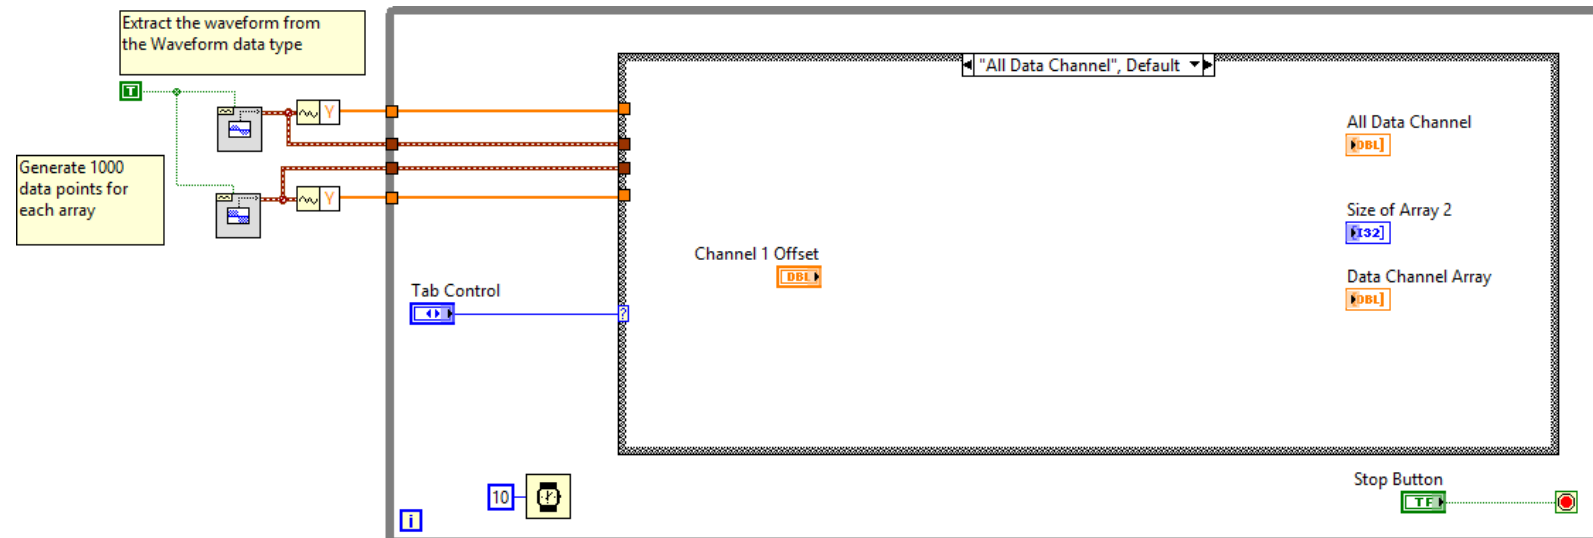 Extract the waveform from
the Waveform data type
T
"All Data Channel", Default
Y
All Data Channel
DBL]
Generate 1000
data points for
each array
Y
Size of Array 2
I32]
Channel 1 Offset
DBL
Data Channel Array
DBL]
Tab Control
?
Stop Button
TF
10
i